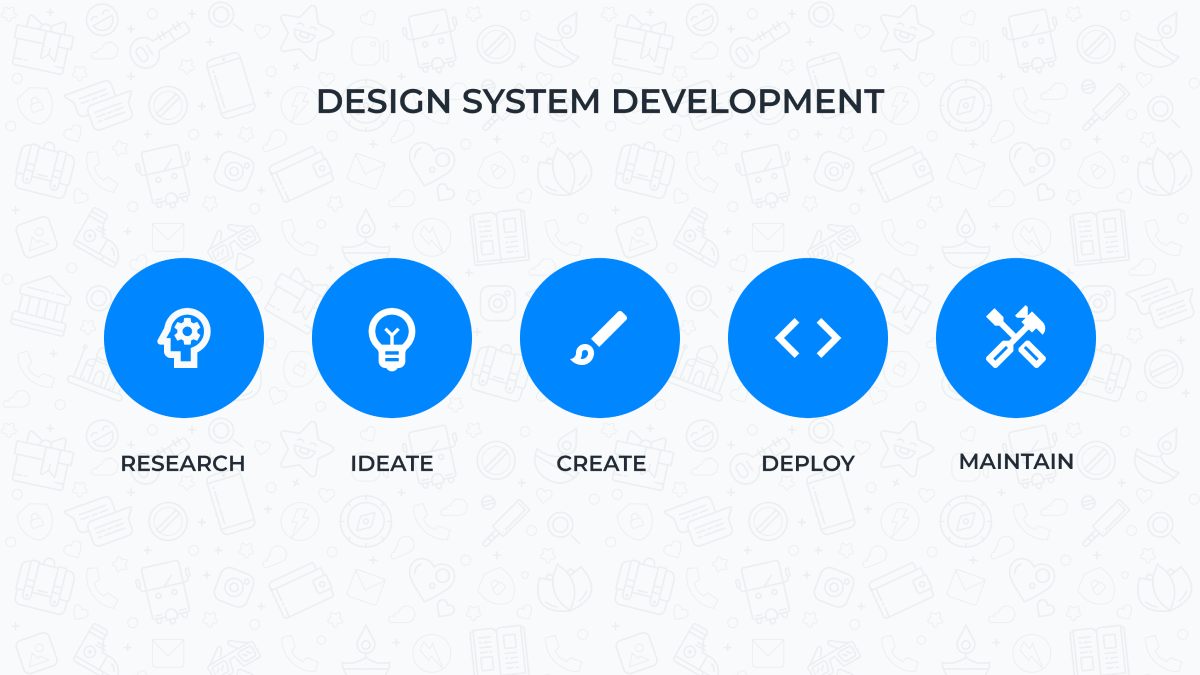 DESIGN SYSTEM DEVELOPMENT
RESEARCH
IDEATE
CREATE
DEPLOY
MAINTAIN